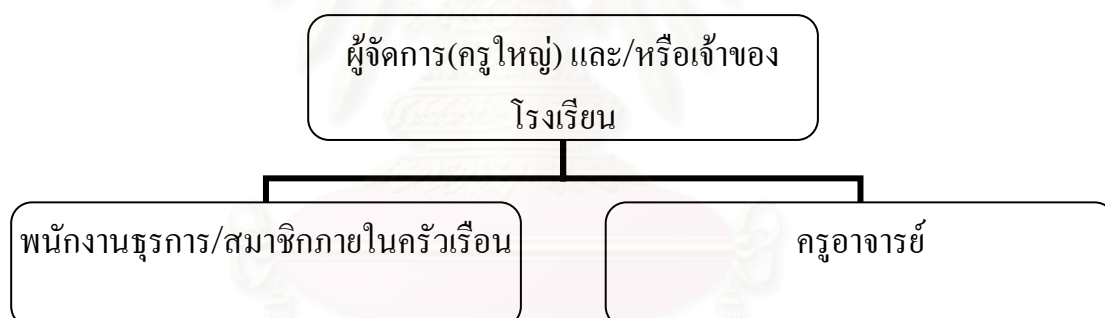 ผู้จัดการ(ครูใหญ่) และ/หรือเจ้าของ
โรงเรียน
พนักงานธุรการ/สมาชิกภายในครัวเรือน
ครูอาจารย์